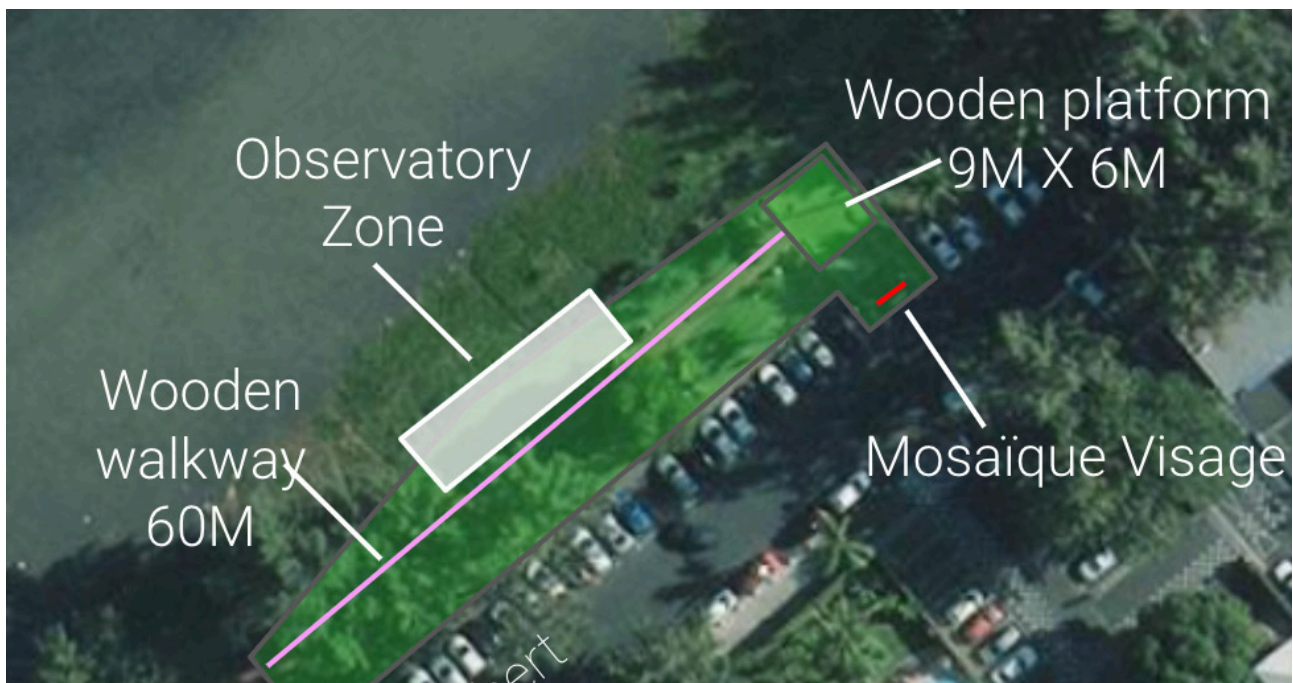 Wooden platform
9M X 6M
Observatory
Zone
Wooden
walkway
60M
Mosaïque Visage